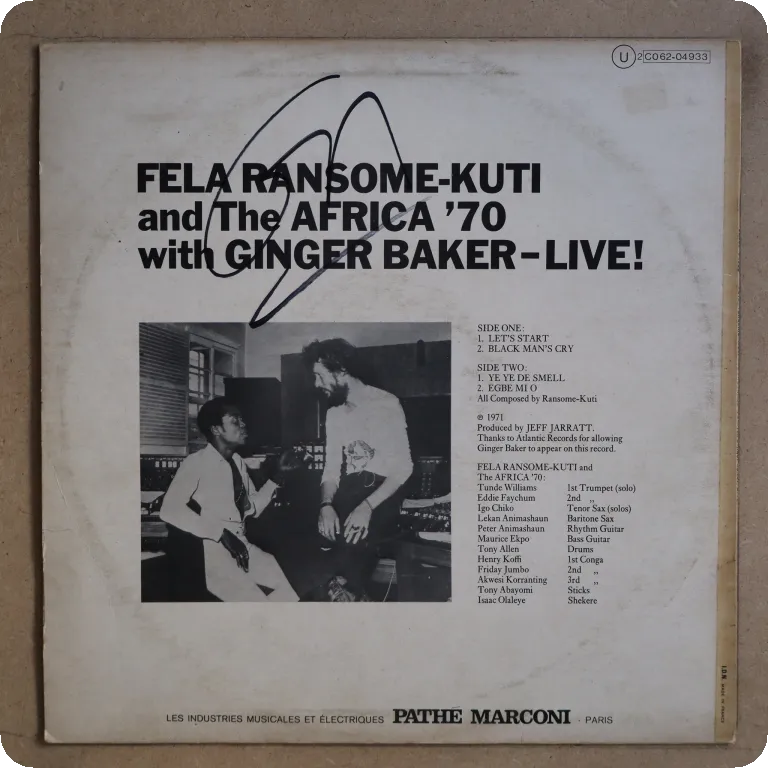 U 2C062-04933
FELA RANSOME-KUTI
and The AFRICA ’70
with GINGER BAKER–LIVE!
SIDE ONE:
1. LET'S START
2. BLACK MAN'S CRY
SIDE TWO:
1. YE YE DE SMELL
2. EGBE MI O
All Composed by Ransome-Kuti
℗ 1971
Produced by JEFF JARRATT.
Thanks to Atlantic Records for allowing
Ginger Baker to appear on this record.
FELA RANSOME-KUTI and
The AFRICA '70:
Tunde Williams 1st Trumpet (solo)
Eddie Faychum 2nd ,,
Igo Chiko Tenor Sax (solos)
Lekan Animashaun Baritone Sax
Peter Animashaun Rhythm Guitar
Maurice Ekpo Bass Guitar
Tony Allen Drums
Henry Koffi 1st Conga
Friday Jumbo 2nd ,,
Akwesi Korranting 3rd ,,
Tony Abayomi Sticks
Isaac Olaleye Shekere
LES INDUSTRIES MUSICALES ET ÉLECTRIQUES PATHÉ MARCONI · PARIS